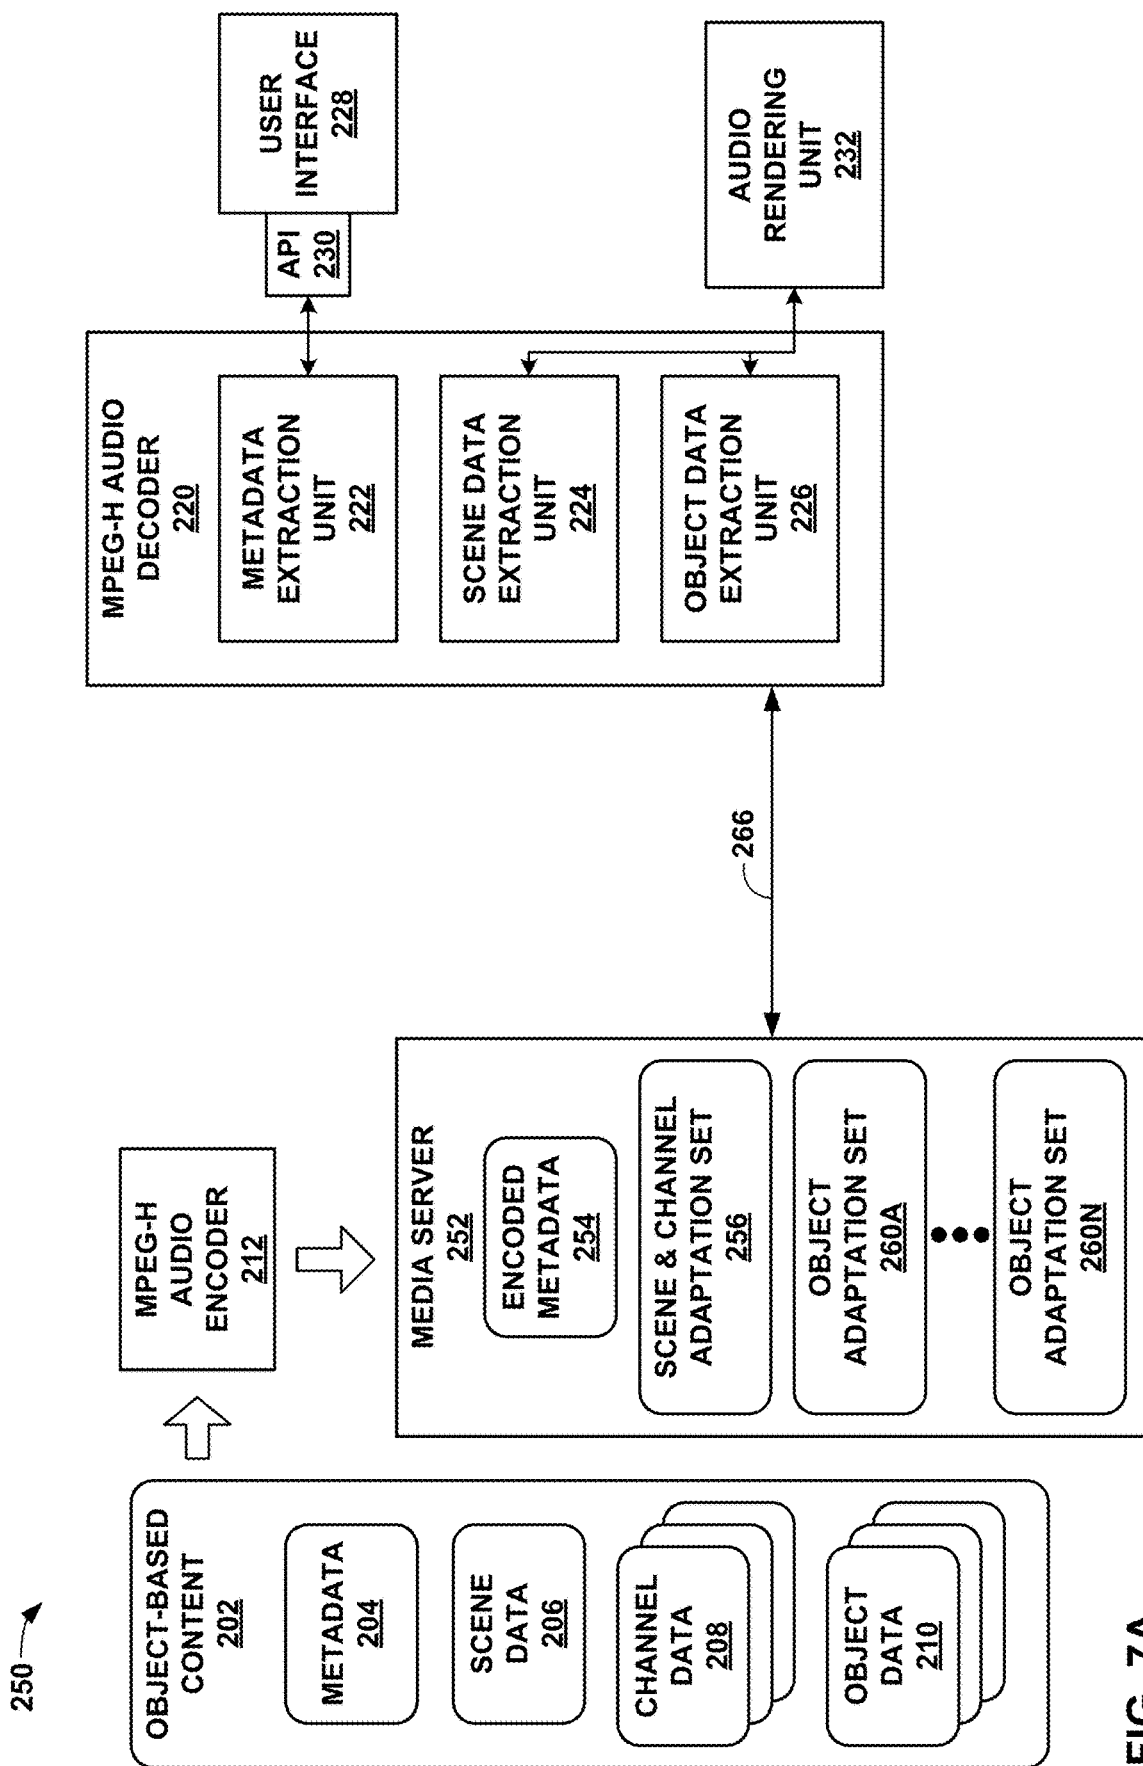 250
OBJECT-BASED
CONTENT
202
METADATA
204
SCENE
DATA
206
CHANNEL
DATA
208
OBJECT
DATA
210
MPEG-H
AUDIO
ENCODER
212
MEDIA SERVER
252
ENCODED
METADATA
254
SCENE & CHANNEL
ADAPTATION SET
256
OBJECT
ADAPTATION SET
260A
OBJECT
ADAPTATION SET
260N
266
MPEG-H AUDIO
DECODER
220
METADATA
EXTRACTION
UNIT
222
SCENE DATA
EXTRACTION
UNIT
224
OBJECT DATA
EXTRACTION
UNIT
226
API
230
USER
INTERFACE
228
AUDIO
RENDERING
UNIT
232
FIG. 7A